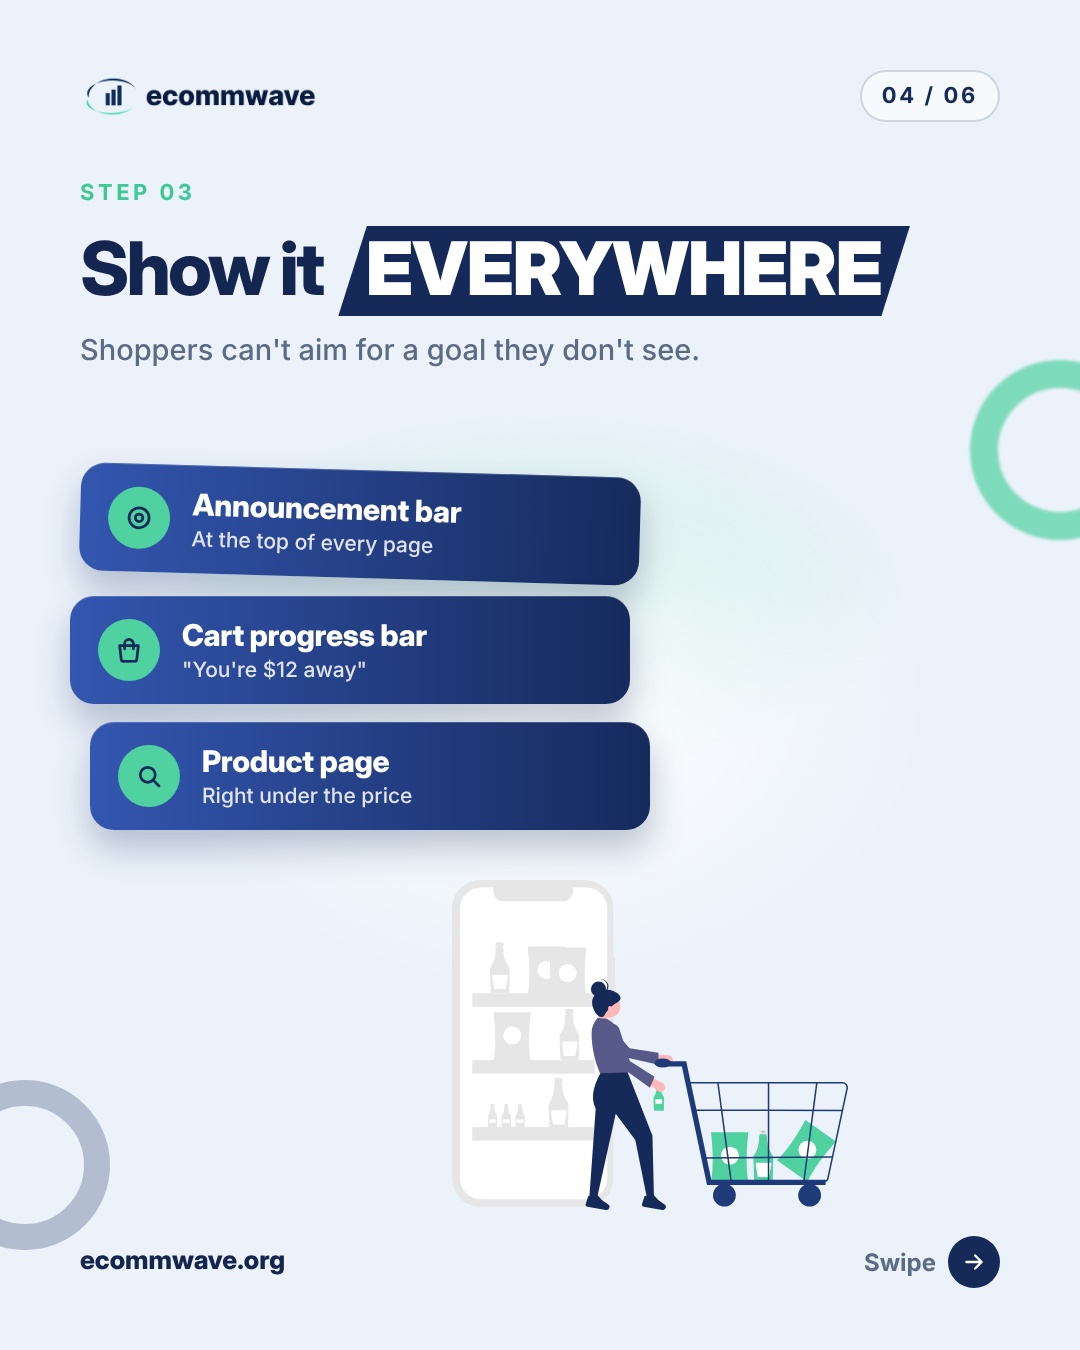 ecommwave
04 / 06
STEP 03
Show it EVERYWHERE
Shoppers can't aim for a goal they don't see.
Announcement bar
At the top of every page
Cart progress bar
"You're $12 away"
Product page
Right under the price
ecommwave.org
Swipe